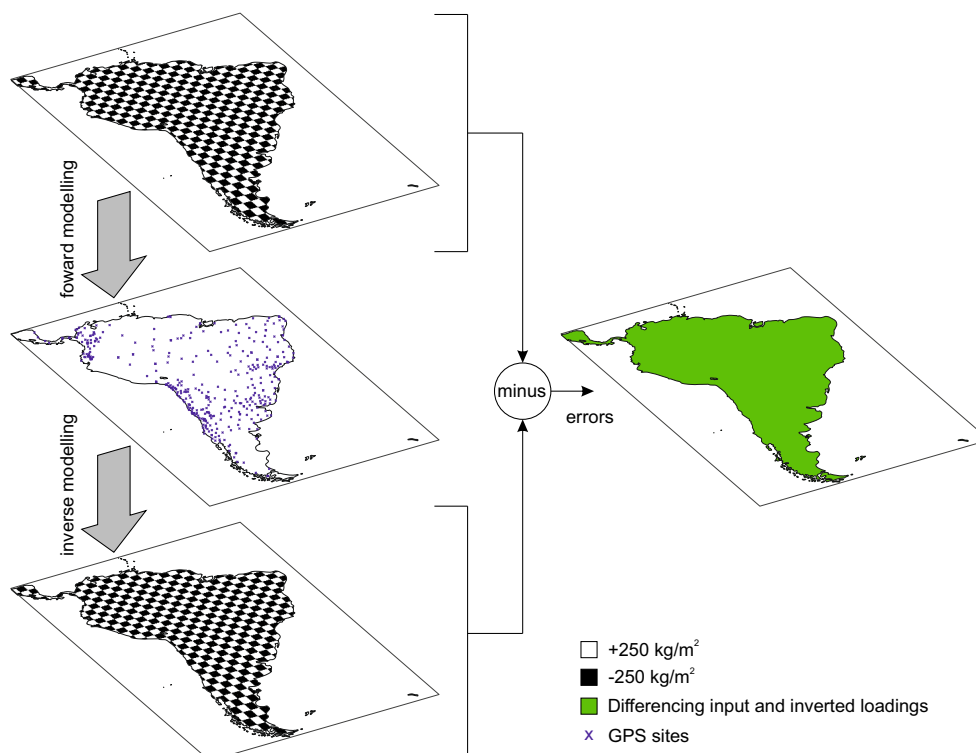 foward modelling
inverse modelling
minus
errors
+250 kg/m²
-250 kg/m²
Differencing input and inverted loadings
x GPS sites